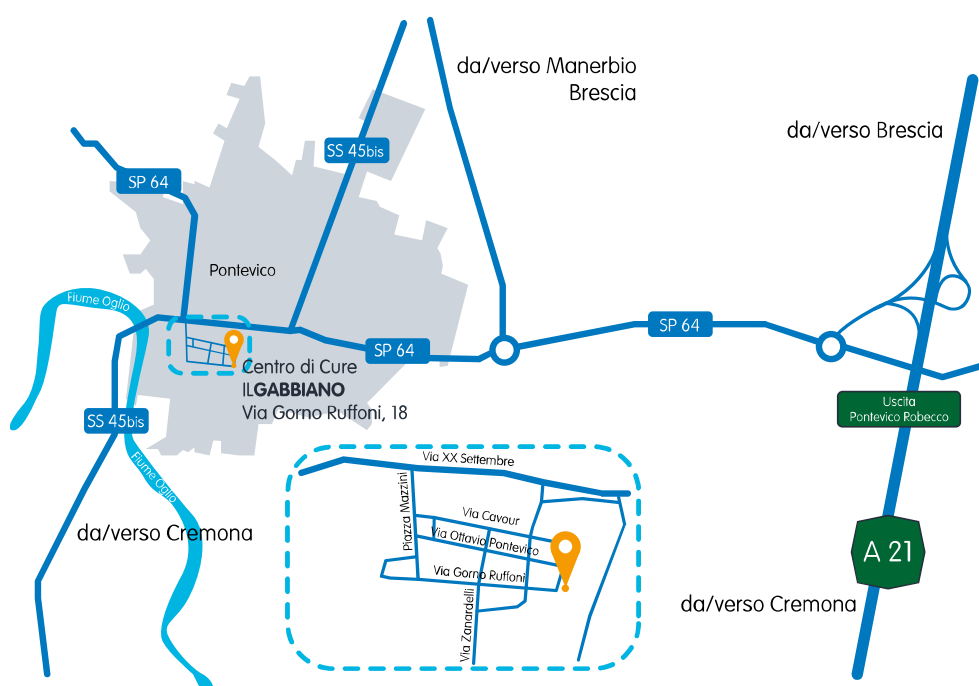 da/verso Manerbio
Brescia
da/verso Brescia
SS 45bis
SP 64
Pontevico
Fiume Oglio
SP 64
SP 64
Centro di Cure
ILGABBIANO
Via Gorno Ruffoni, 18
Uscita
Pontevico Robecco
SS 45bis
Fiume Oglio
da/verso Cremona
Via XX Settembre
Piazza Mazzini
Via Cavour
Via Ottavio Pontevico
Via Gorno Ruffoni
Via Zanardelli
A 21
da/verso Cremona